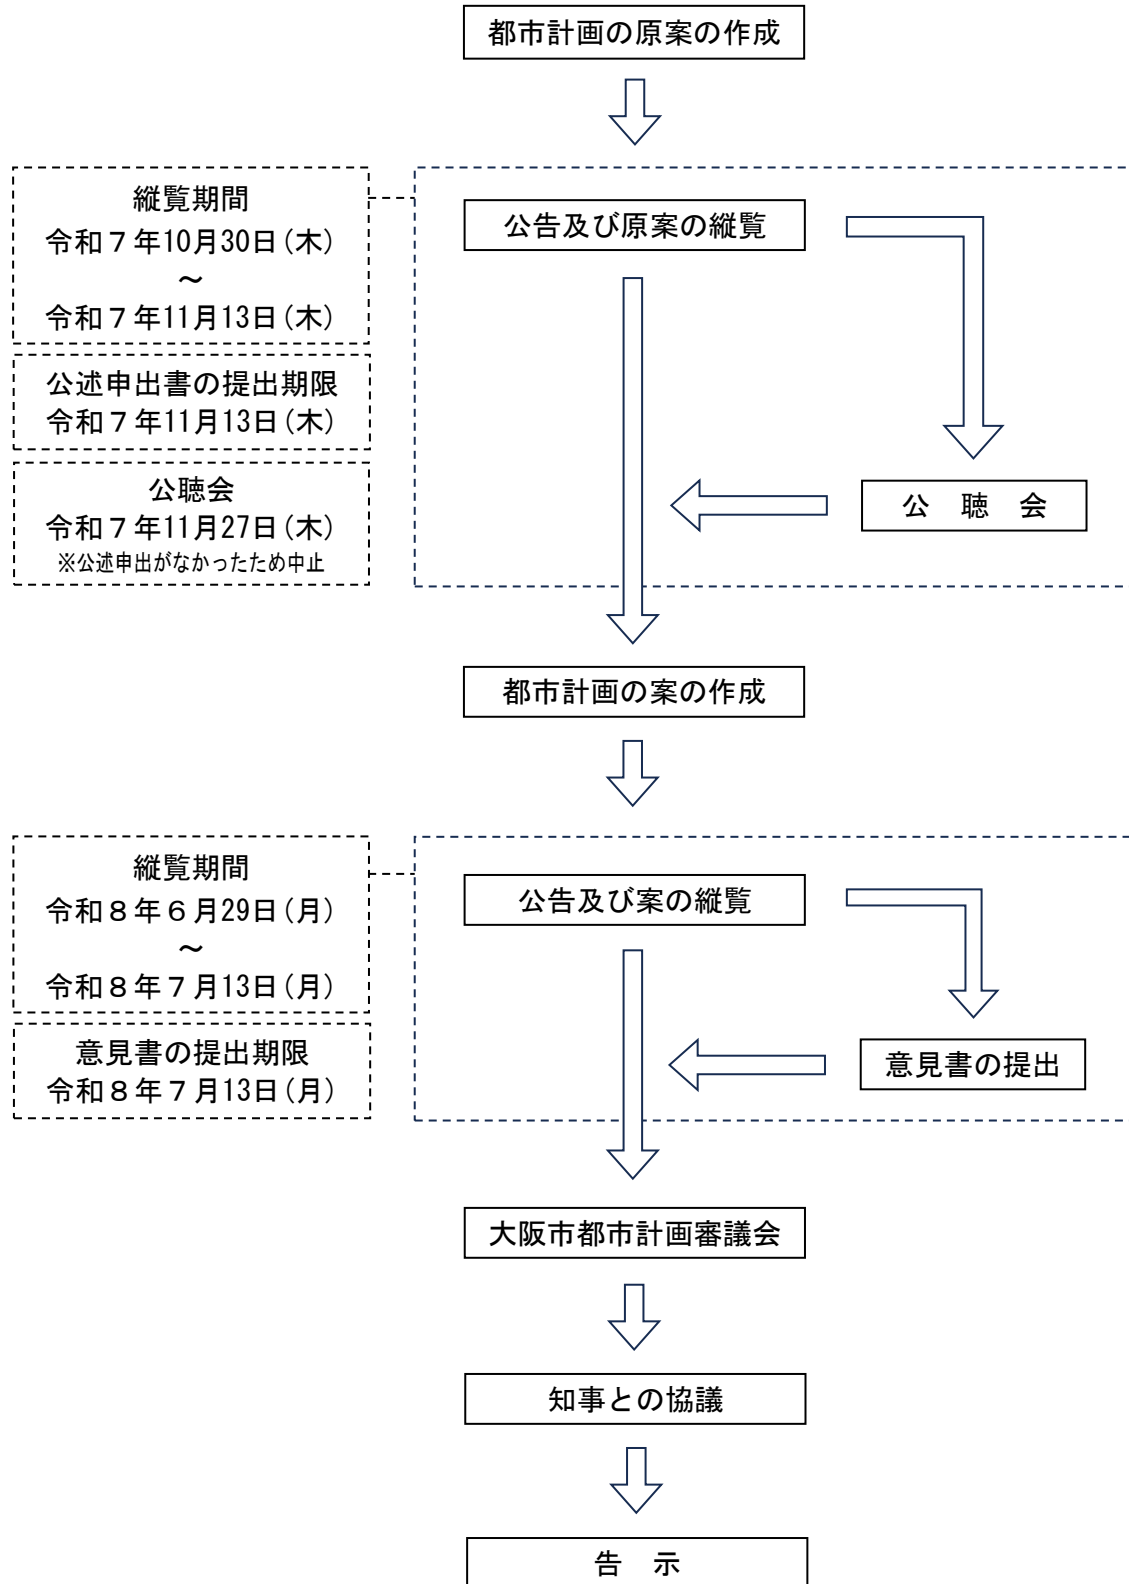 都市計画の原案の作成
縦覧期間
令和７年10月30日(木)
～
令和７年11月13日(木)
公述申出書の提出期限
令和７年11月13日(木)
公聴会
令和７年11月27日(木)
※公述申出がなかったため中止
公告及び原案の縦覧
公　聴　会
都市計画の案の作成
縦覧期間
令和８年６月29日(月)
～
令和８年７月13日(月)
意見書の提出期限
令和８年７月13日(月)
公告及び案の縦覧
意見書の提出
大阪市都市計画審議会
知事との協議
告　示